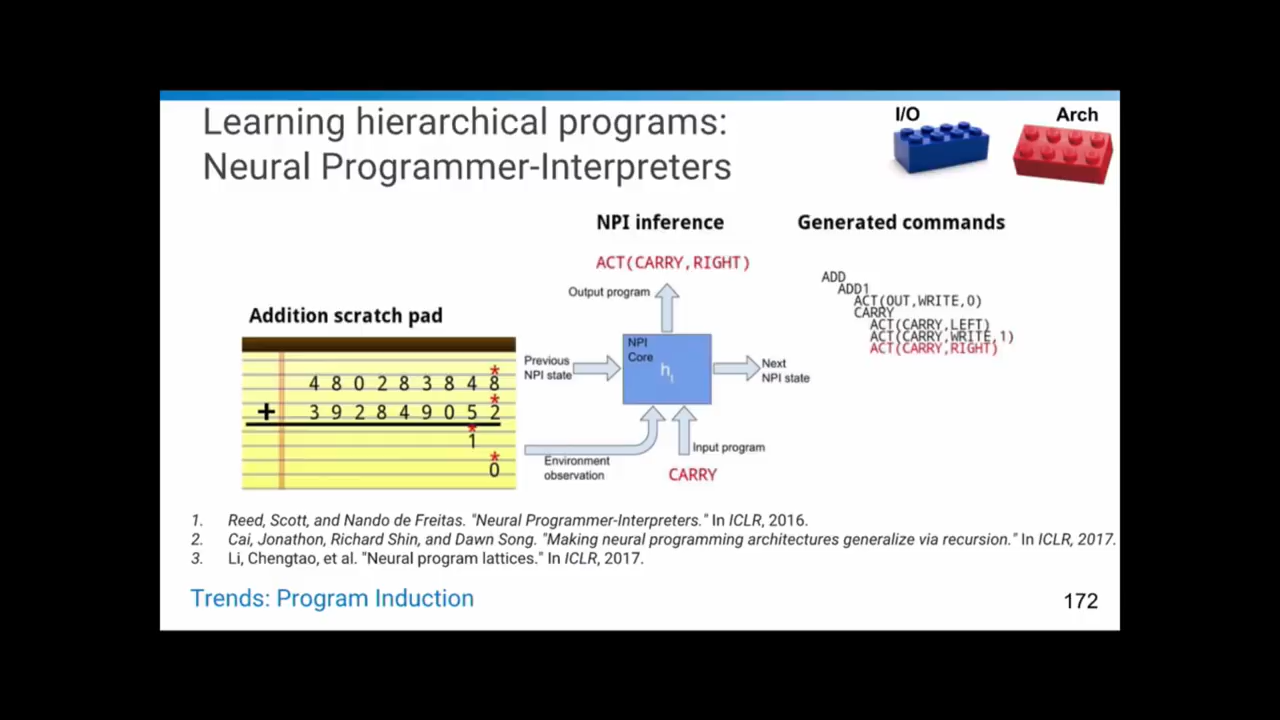 Learning hierarchical programs:
Neural Programmer-Interpreters
I/O
Arch
NPI inference
Generated commands
ACT(CARRY,RIGHT)
Output program
ADD
ADD1
ACT(OUT,WRITE,0)
CARRY
ACT(CARRY,LEFT)
ACT(CARRY,WRITE,1)
ACT(CARRY,RIGHT)
Addition scratch pad
NPI
Core
ht
Previous
NPI state
Next
NPI state
*
4 8 0 2 8 3 8 4 8
*
+ 3 9 2 8 4 9 0 5 2
*
1
*
0
Environment
observation
Input program
CARRY
1. Reed, Scott, and Nando de Freitas. "Neural Programmer-Interpreters." In ICLR, 2016.
2. Cai, Jonathon, Richard Shin, and Dawn Song. "Making neural programming architectures generalize via recursion." In ICLR, 2017.
3. Li, Chengtao, et al. "Neural program lattices." In ICLR, 2017.
Trends: Program Induction
172